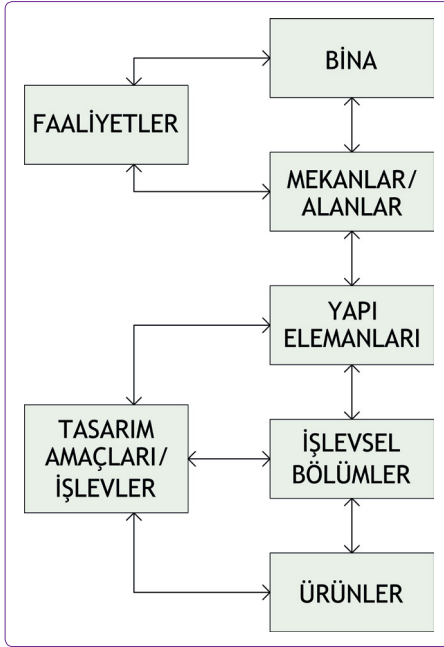 BİNA
FAALİYETLER
MEKANLAR/
ALANLAR
YAPI
ELEMANLARI
TASARIM
AMAÇLARI/
İŞLEVLER
İŞLEVSEL
BÖLÜMLER
ÜRÜNLER